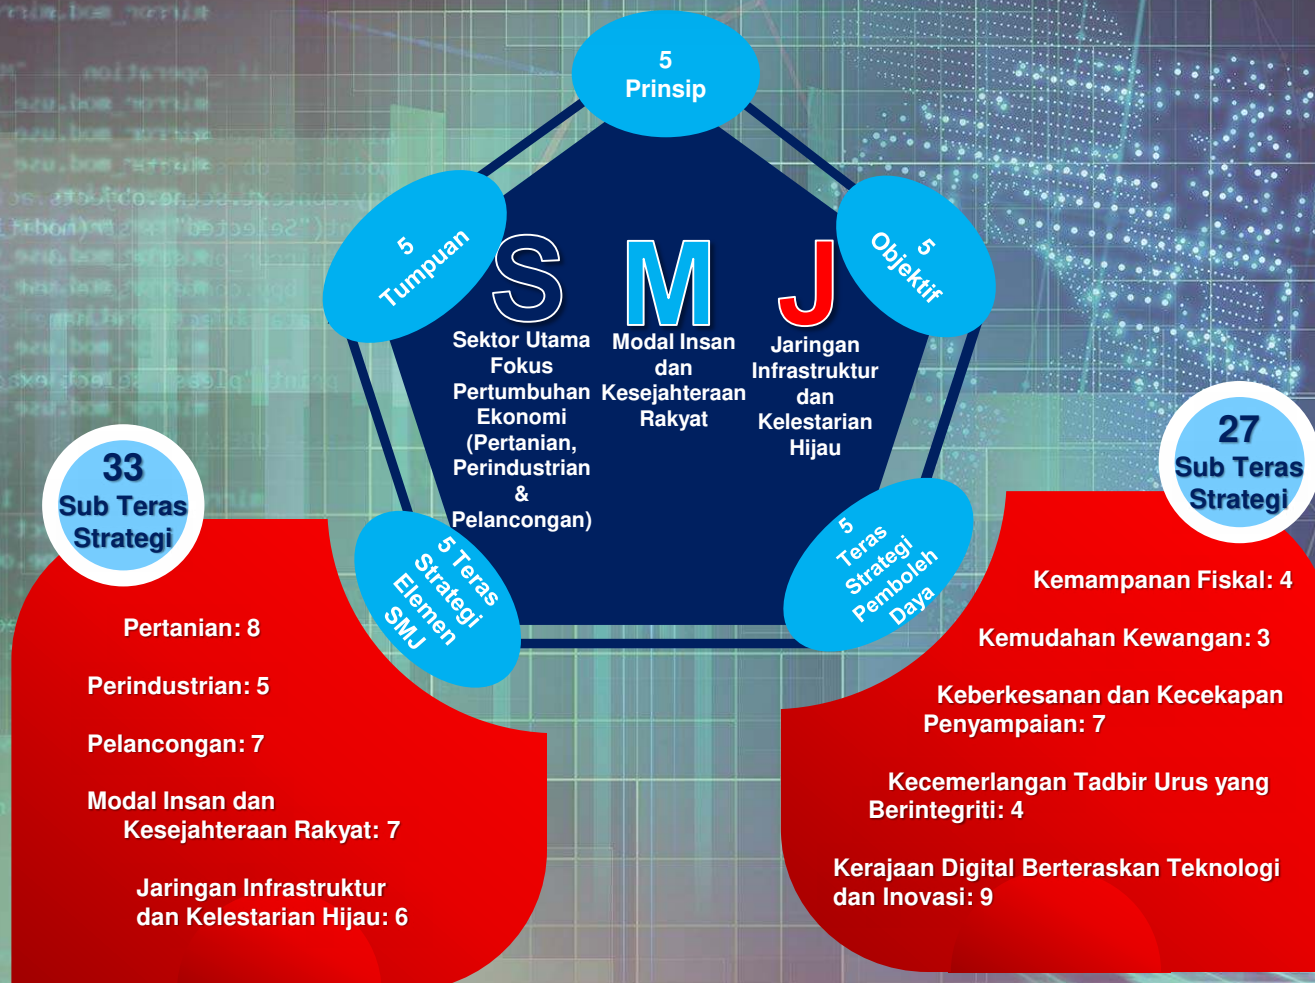 5
Prinsip
5
Tumpuan
5
Objektif
S M J
Sektor Utama
Fokus
Pertumbuhan
Ekonomi
(Pertanian,
Perindustrian
&
Pelancongan)
Modal Insan
dan
Kesejahteraan
Rakyat
Jaringan
Infrastruktur
dan
Kelestarian
Hijau
5 Teras
Strategi
Elemen
SMJ
5
Teras
Strategi
Pemboleh
Daya
33
Sub Teras
Strategi
Pertanian: 8
Perindustrian: 5
Pelancongan: 7
Modal Insan dan
Kesejahteraan Rakyat: 7
Jaringan Infrastruktur
dan Kelestarian Hijau: 6
27
Sub Teras
Strategi
Kemampanan Fiskal: 4
Kemudahan Kewangan: 3
Keberkesanan dan Kecekapan
Penyampaian: 7
Kecemerlangan Tadbir Urus yang
Berintegriti: 4
Kerajaan Digital Berteraskan Teknologi
dan Inovasi: 9